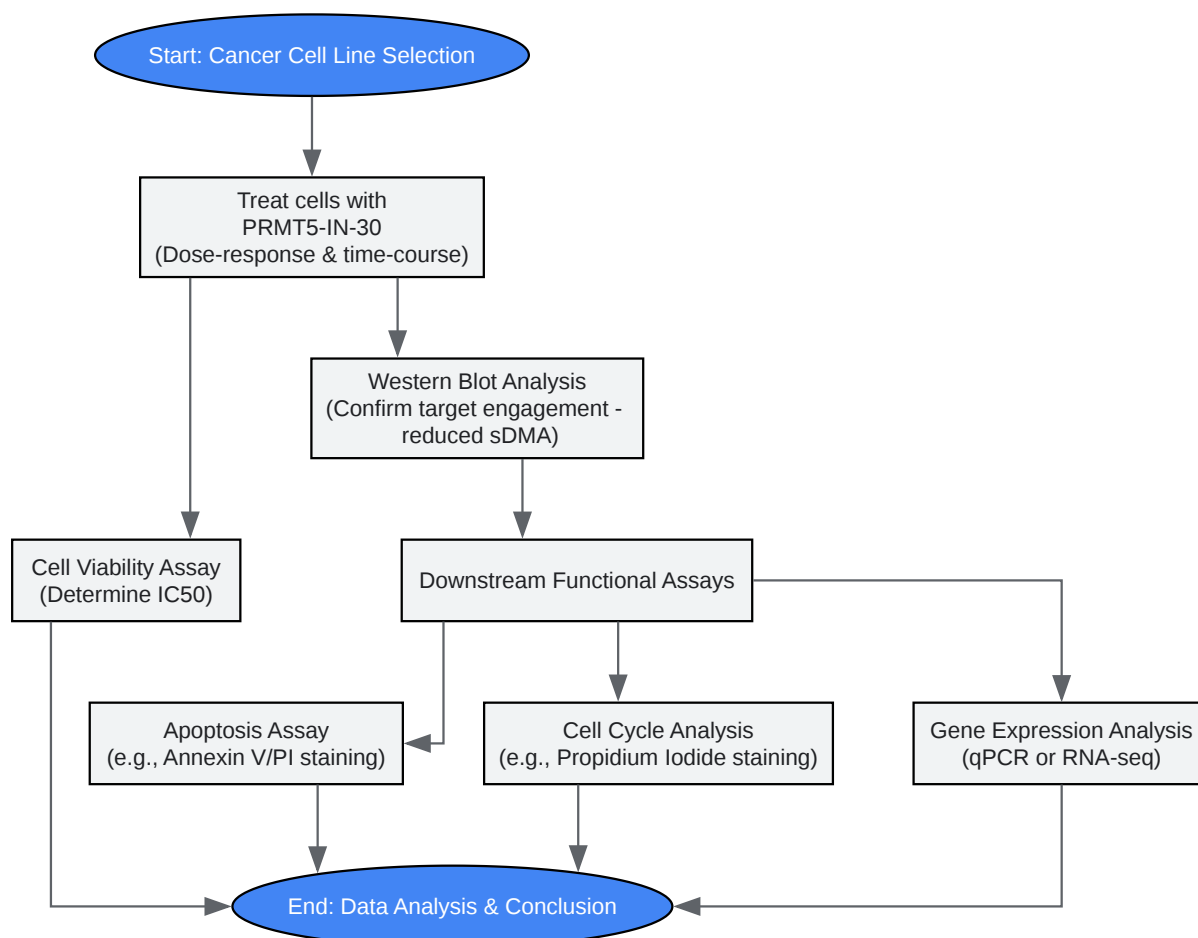 Start: Cancer Cell Line Selection
Treat cells with
PRMT5-IN-30
(Dose-response & time-course)
Western Blot Analysis
(Confirm target engagement -
reduced sDMA)
Cell Viability Assay
(Determine IC50)
Downstream Functional Assays
Apoptosis Assay
(e.g., Annexin V/PI staining)
Cell Cycle Analysis
(e.g., Propidium Iodide staining)
Gene Expression Analysis
(qPCR or RNA-seq)
End: Data Analysis & Conclusion